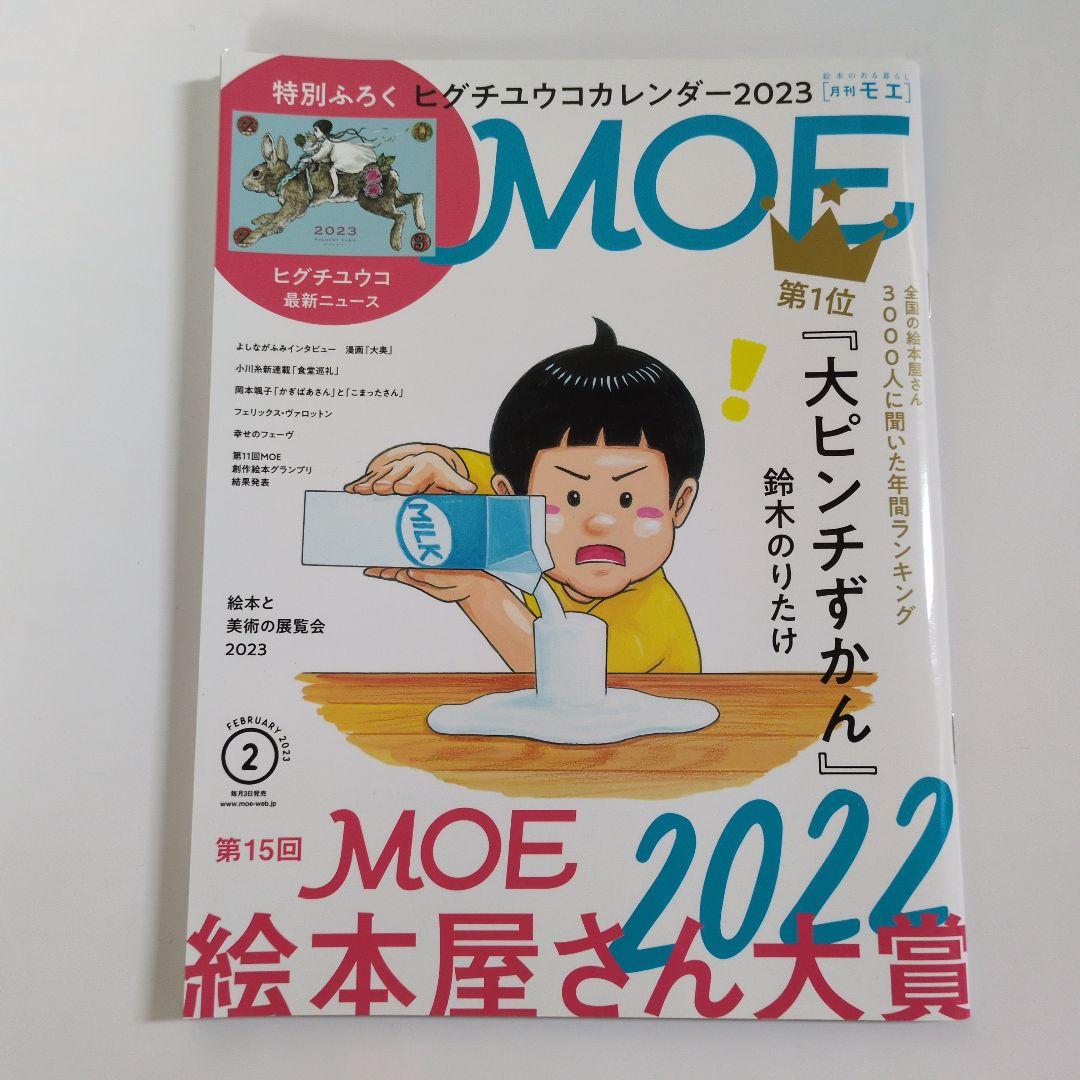 特別ふろく ヒグチユウコカレンダー2023
絵本のある暮らし
[月刊モエ]
MOE
2 0 2 3
2023
HIGUCHI YUKO
ヒグチユウコ
最新ニュース
第1位
全国の絵本屋さん
3000人に聞いた年間ランキング
『大ピンチずかん』
鈴木のりたけ
よしながふみインタビュー 漫画『大奥』
小川糸新連載「食堂巡礼」
岡本颯子「かぎばあさん」と「こまったさん」
フェリックス・ヴァロットン
幸せのフェーヴ
第11回MOE
創作絵本グランプリ
結果発表
!
MILK
絵本と
美術の展覧会
2023
FEBRUARY 2023
2
毎月3日発売
www.moe-web.jp
第15回 MOE 2022
絵本屋さん大賞